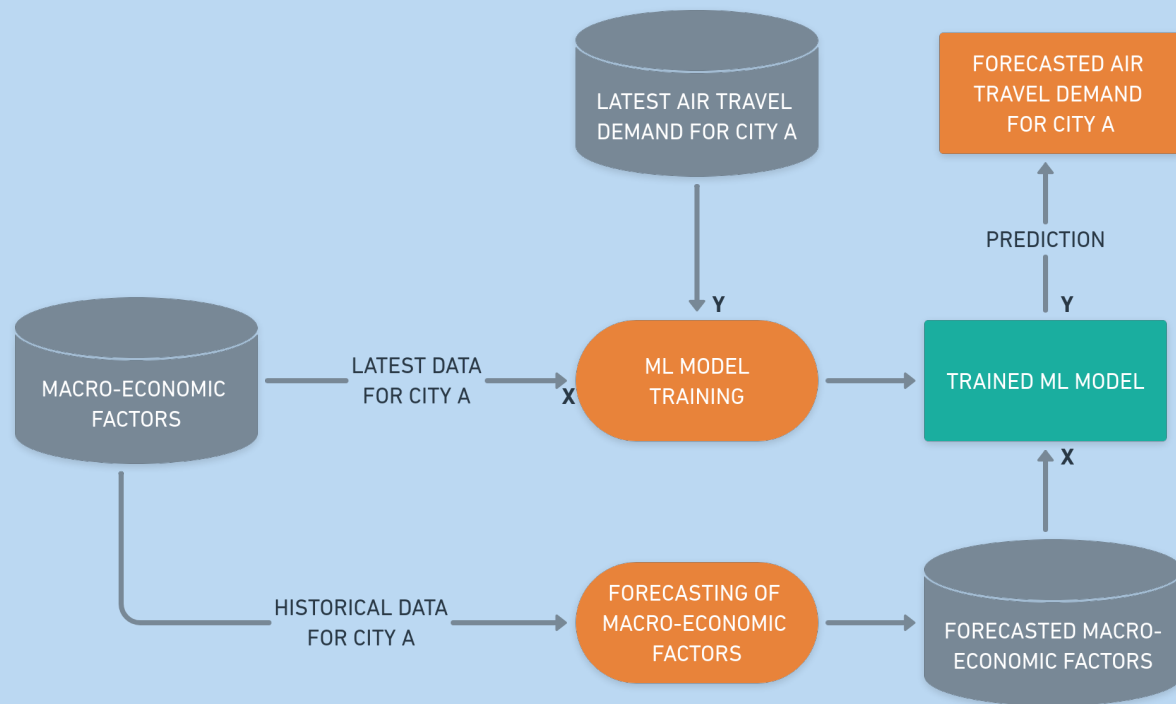 LATEST AIR TRAVEL
DEMAND FOR CITY A
FORECASTED AIR
TRAVEL DEMAND
FOR CITY A
PREDICTION
Y
Y
MACRO-ECONOMIC
FACTORS
LATEST DATA
FOR CITY A
X
ML MODEL
TRAINING
TRAINED ML MODEL
X
HISTORICAL DATA
FOR CITY A
FORECASTING OF
MACRO-ECONOMIC
FACTORS
FORECASTED MACRO-
ECONOMIC FACTORS